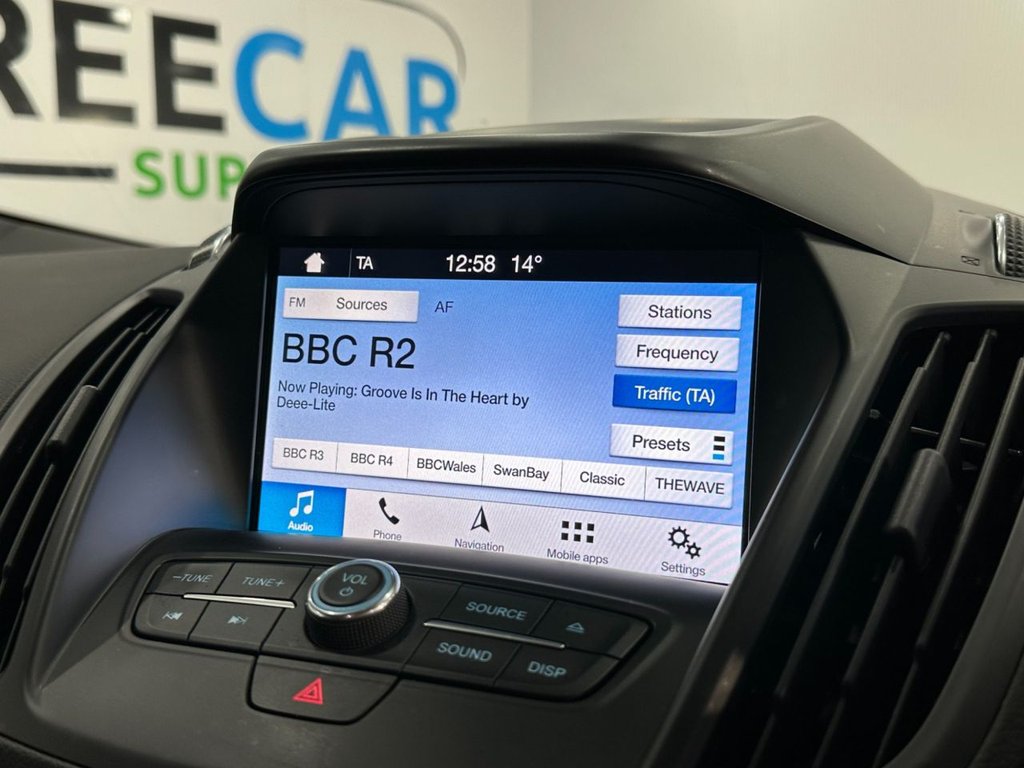 REECAR
SUP
TA 12:58 14°
FM Sources AF
Stations
BBC R2
Frequency
Now Playing: Groove Is In The Heart by
Deee-Lite
Traffic (TA)
Presets
BBC R3 BBC R4 BBCWales SwanBay Classic THEWAVE
Audio Phone Navigation Mobile apps Settings
−TUNE TUNE+ VOL SOURCE
SOUND DISP